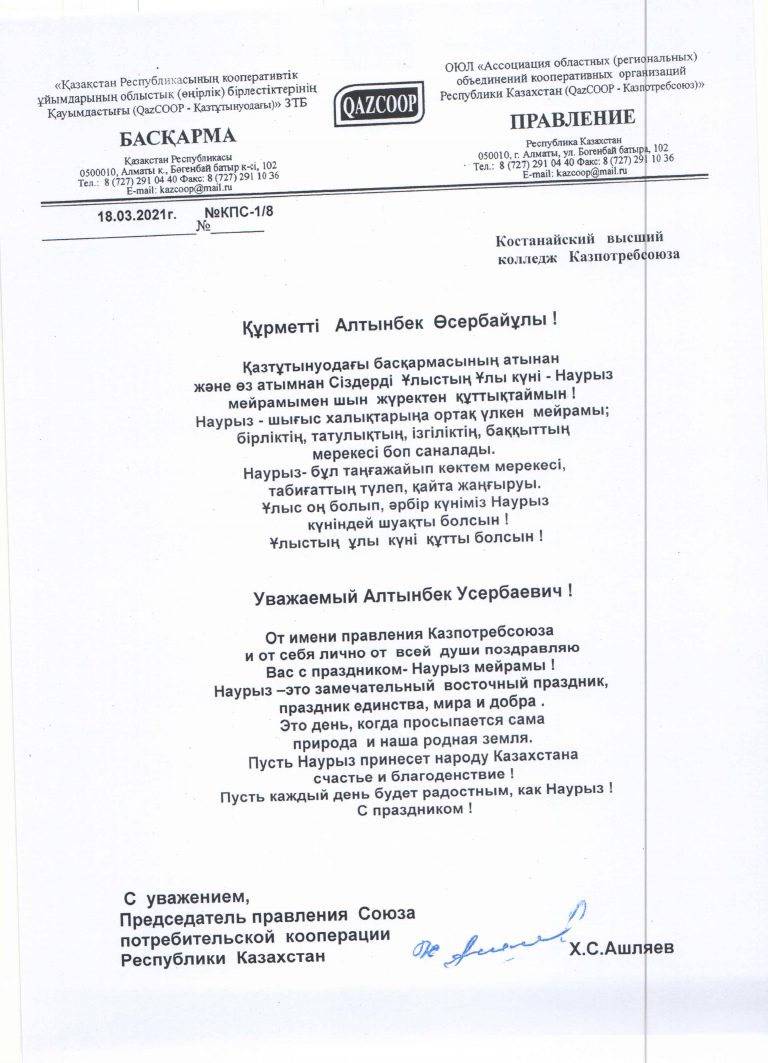 «Қазақстан Республикасының кооперативтік
ұйымдарының облыстық (өңірлік) бірлестіктерінің
Қауымдастығы (QazCOOP - Қазтұтынуодағы)» ЗТБ
БАСҚАРМА
Қазақстан Республикасы
0500010, Алматы к., Бөгенбай батыр к-сі, 102
Тел.: 8 (727) 291 04 40 Факс: 8 (727) 291 10 36
E-mail: kazcoop@mail.ru
QAZCOOP
ОЮЛ «Ассоциация областных (региональных)
объединений кооперативных организаций
Республики Казахстан (QazCOOP - Казпотребсоюз)»
ПРАВЛЕНИЕ
Республика Казахстан
050010, г. Алматы, ул. Богенбай батыра, 102
Тел.: 8 (727) 291 04 40 Факс: 8 (727) 291 10 36
E-mail: kazcoop@mail.ru
18.03.2021г. №КПС-1/8
№
Костанайский высший
колледж Казпотребсоюза
Құрметті Алтынбек Өсербайұлы !
Қазтұтынуодағы басқармасының атынан
және өз атымнан Сіздерді Ұлыстың Ұлы күні - Наурыз
мейрамымен шын жүректен құттықтаймын !
Наурыз - шығыс халықтарыңа ортақ үлкен мейрамы;
бірліктің, татулықтың, ізгіліктің, баққыттың
мерекесі боп саналады.
Наурыз- бұл таңғажайып көктем мерекесі,
табиғаттың түлеп, қайта жаңғыруы.
Ұлыс оң болып, әрбір күніміз Наурыз
күніндей шуақты болсын !
Ұлыстың ұлы күні құтты болсын !
Уважаемый Алтынбек Усербаевич !
От имени правления Казпотребсоюза
и от себя лично от всей души поздравляю
Вас с праздником- Наурыз мейрамы !
Наурыз –это замечательный восточный праздник,
праздник единства, мира и добра .
Это день, когда просыпается сама
природа и наша родная земля.
Пусть Наурыз принесет народу Казахстана
счастье и благоденствие !
Пусть каждый день будет радостным, как Наурыз !
С праздником !
С уважением,
Председатель правления Союза
потребительской кооперации
Республики Казахстан
Х.С.Ашляев